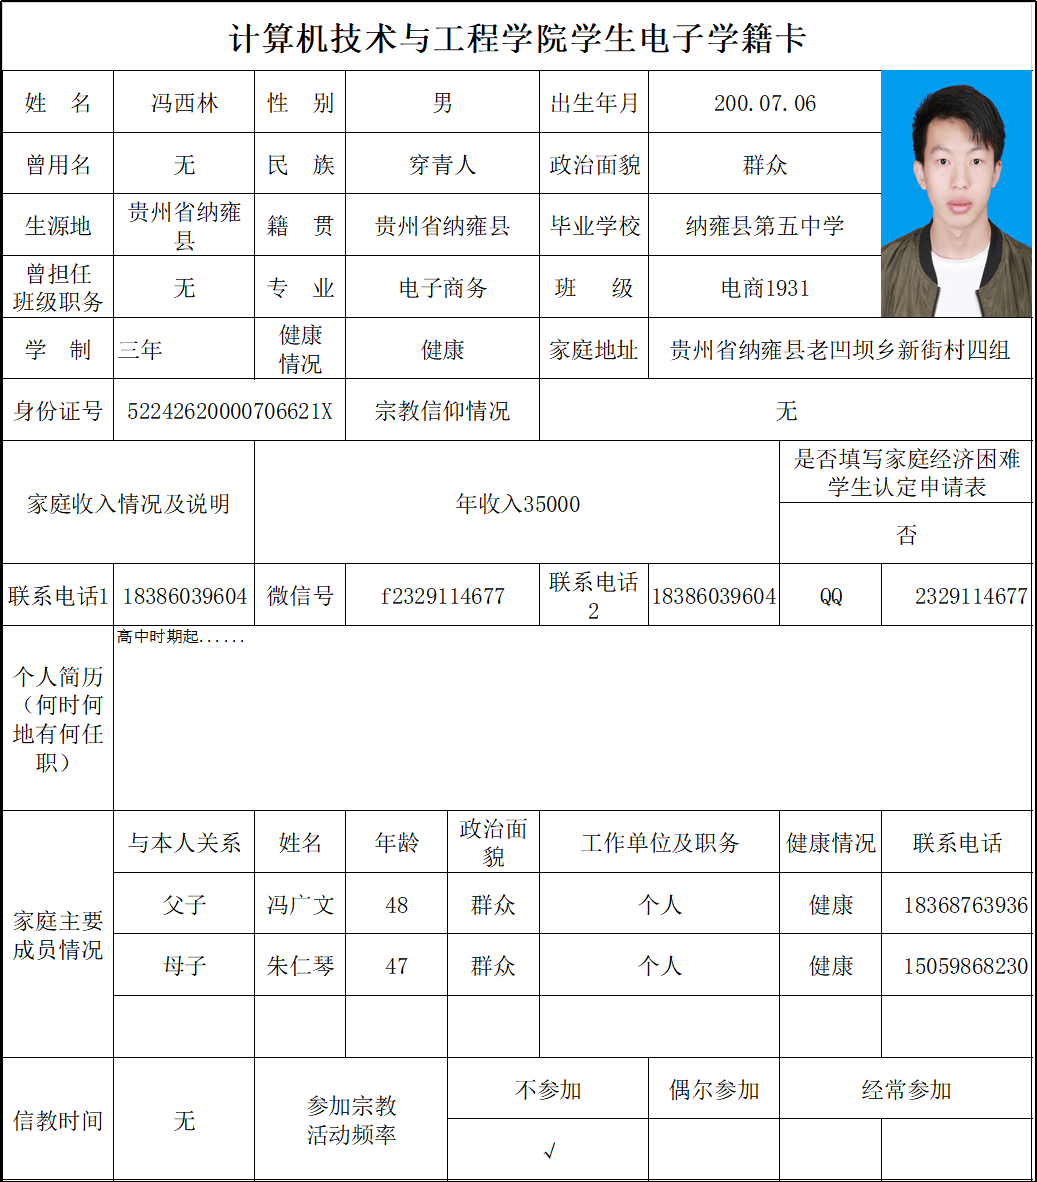 计算机技术与工程学院学生电子学籍卡
姓 名 冯西林 性 别 男 出生年月 200.07.06
曾用名 无 民 族 穿青人 政治面貌 群众
生源地 贵州省纳雍县 籍 贯 贵州省纳雍县 毕业学校 纳雍县第五中学
曾担任班级职务 无 专 业 电子商务 班 级 电商1931
学 制 三年 健康情况 健康 家庭地址 贵州省纳雍县老凹坝乡新街村四组
身份证号 52242620000706621X 宗教信仰情况 无
家庭收入情况及说明 年收入35000 是否填写家庭经济困难学生认定申请表
否
联系电话1 18386039604 微信号 f2329114677 联系电话2 18386039604 QQ 2329114677
个人简历（何时何地有何任职） 高中时期起......
家庭主要成员情况 与本人关系 姓名 年龄 政治面貌 工作单位及职务 健康情况 联系电话
父子 冯广文 48 群众 个人 健康 18368763936
母子 朱仁琴 47 群众 个人 健康 15059868230
信教时间 无 参加宗教活动频率 不参加 偶尔参加 经常参加
√